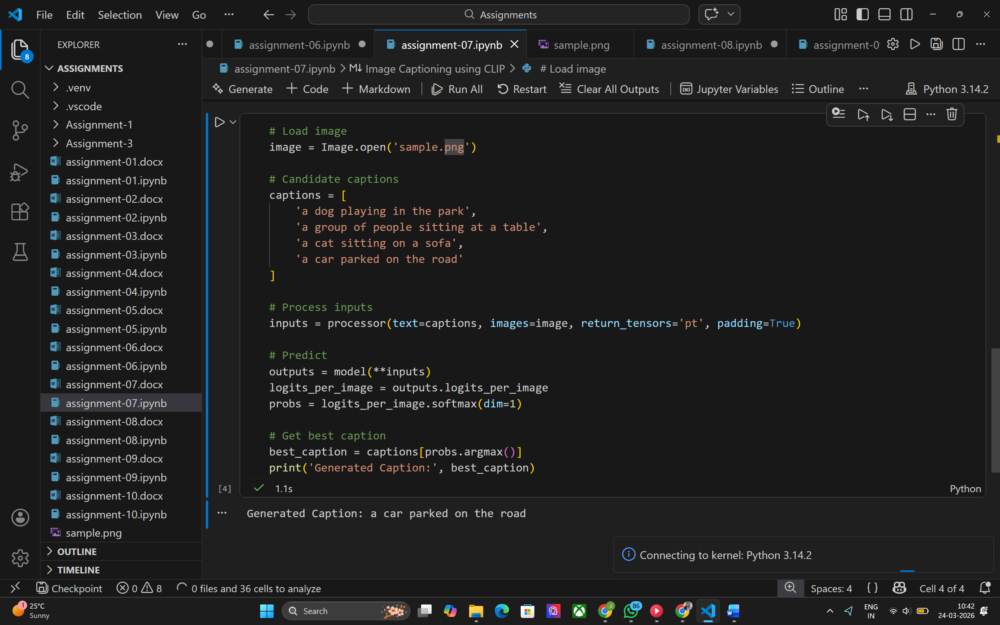 File Edit Selection View Go ··· Assignments
EXPLORER ···
ASSIGNMENTS
.venv
.vscode
Assignment-1
Assignment-3
assignment-01.docx
assignment-01.ipynb
assignment-02.docx
assignment-02.ipynb
assignment-03.docx
assignment-03.ipynb
assignment-04.docx
assignment-04.ipynb
assignment-05.docx
assignment-05.ipynb
assignment-06.docx
assignment-06.ipynb
assignment-07.docx
assignment-07.ipynb
assignment-08.docx
assignment-08.ipynb
assignment-09.docx
assignment-09.ipynb
assignment-10.docx
assignment-10.ipynb
sample.png
OUTLINE
TIMELINE
8
assignment-06.ipynb assignment-07.ipynb sample.png assignment-08.ipynb assignment-0
assignment-07.ipynb > M↓ Image Captioning using CLIP > # Load image
Generate + Code + Markdown | Run All Restart Clear All Outputs | Jupyter Variables Outline ··· Python 3.14.2
# Load image
image = Image.open('sample.png')
# Candidate captions
captions = [
'a dog playing in the park',
'a group of people sitting at a table',
'a cat sitting on a sofa',
'a car parked on the road'
]
# Process inputs
inputs = processor(text=captions, images=image, return_tensors='pt', padding=True)
# Predict
outputs = model(**inputs)
logits_per_image = outputs.logits_per_image
probs = logits_per_image.softmax(dim=1)
# Get best caption
best_caption = captions[probs.argmax()]
print('Generated Caption:', best_caption)
[4] 1.1s Python
··· Generated Caption: a car parked on the road
Connecting to kernel: Python 3.14.2
Checkpoint 0 8 0 files and 36 cells to analyze Spaces: 4 { } Cell 4 of 4
1 25°C
Sunny
Search
J
86
W
ENG
IN
10:42
24-03-2026